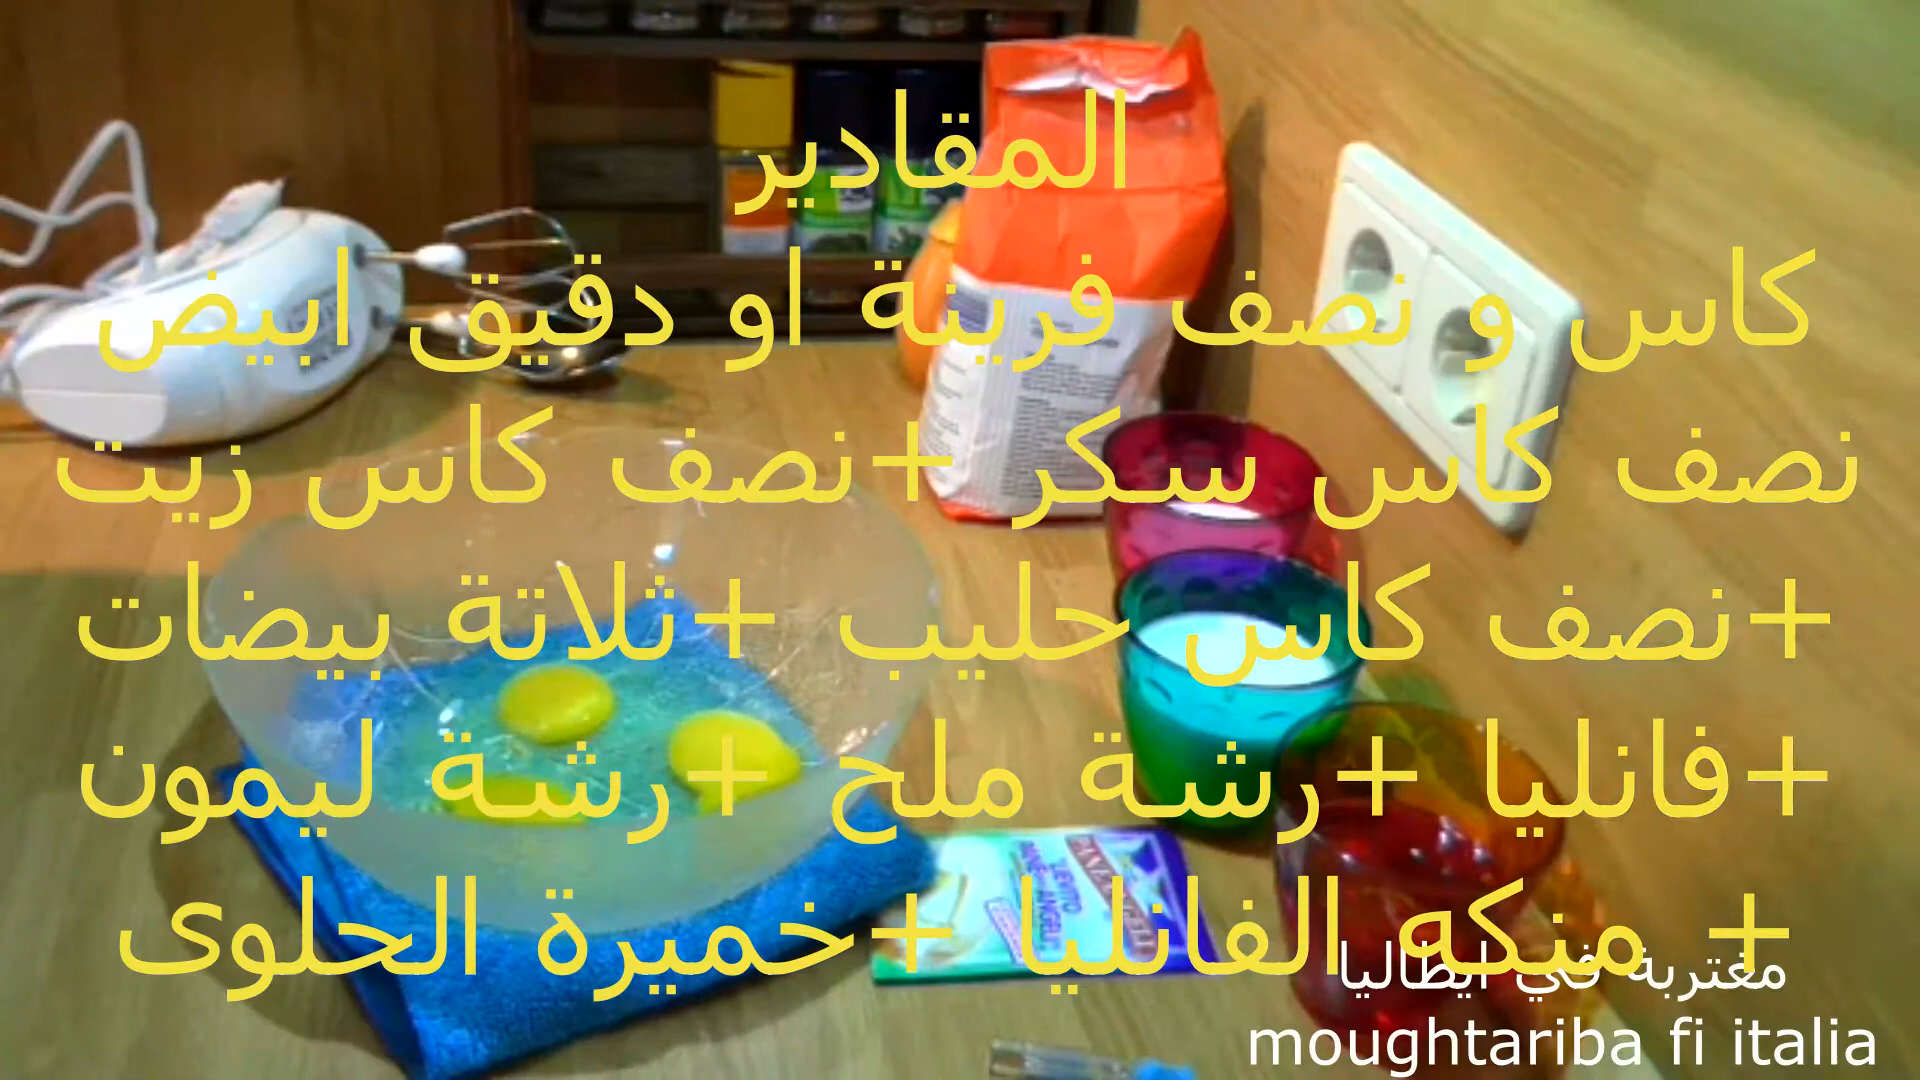 المقادير
كاس و نصف فرينة او دقيق ابيض
نصف كاس سكر +نصف كاس زيت
+نصف كاس حليب +ثلاتة بيضات
+فانليا +رشة ملح +رشة ليمون
+ منكه الفانليا +خميرة الحلوى
مغتربة في ايطاليا
moughtariba fi italia
PANEANGELI